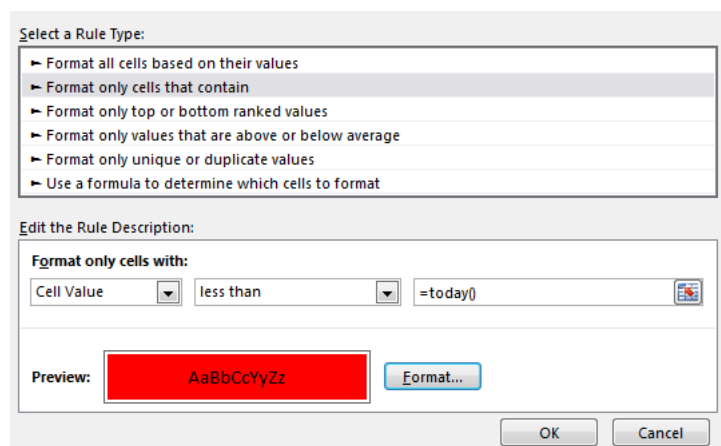 Select a Rule Type:
► Format all cells based on their values
► Format only cells that contain
► Format only top or bottom ranked values
► Format only values that are above or below average
► Format only unique or duplicate values
► Use a formula to determine which cells to format
Edit the Rule Description:
Format only cells with:
Cell Value less than =today()
Preview: AaBbCcYyZz Format...
OK Cancel